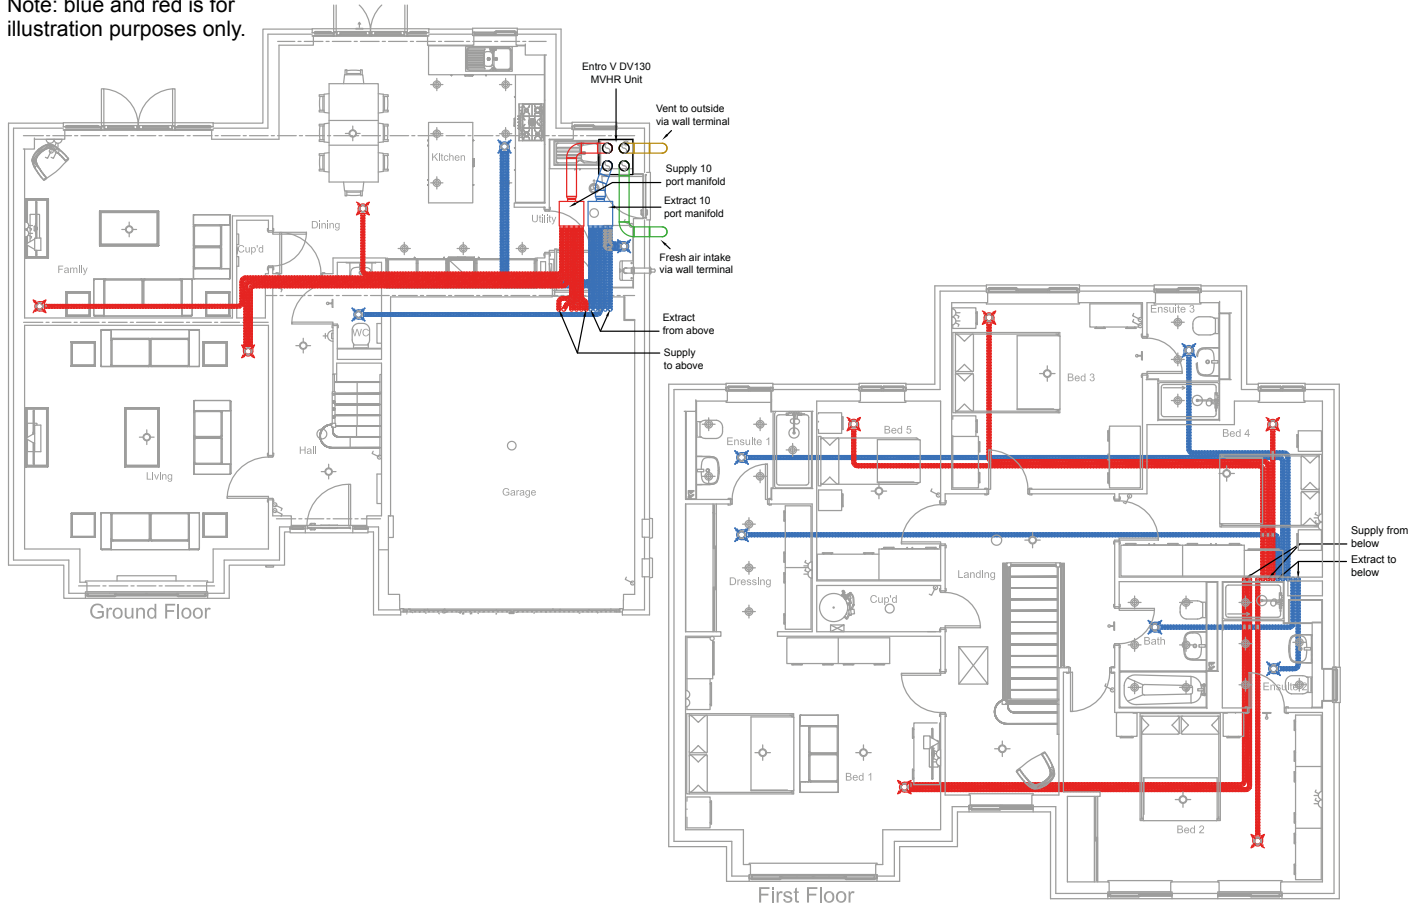 Note: blue and red is for
illustration purposes only.
Entro V DV130
MVHR Unit
Vent to outside
via wall terminal
Supply 10
port manifold
Extract 10
port manifold
Fresh air intake
via wall terminal
Extract
from above
Supply
to above
Kitchen
Utility
Dining
Cup'd
Family
WC
Hall
Living
Garage
Ground Floor
Ensuite 3
Bed 3
Bed 4
Bed 5
Ensuite 1
Supply from
below
Extract to
below
Dressing
Landing
Cup'd
Bath
Ensuite 2
Bed 1
Bed 2
First Floor